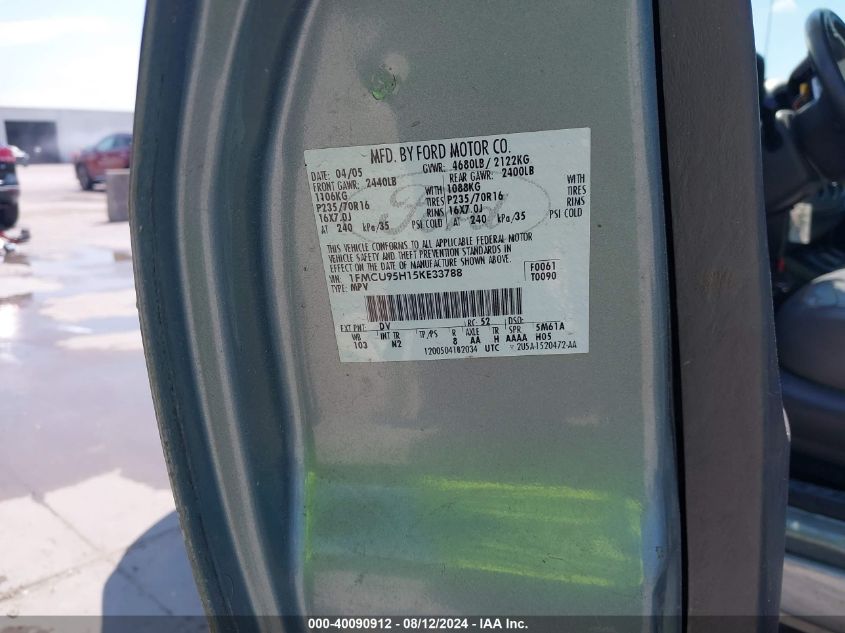 MFD. BY FORD MOTOR CO.
DATE: 04/05 GVWR: 4680LB/ 2122KG
FRONT GAWR: 2440LB REAR GAWR: 2400LB
1106KG WITH 1088KG WITH
P235/70R16 TIRES P235/70R16 TIRES
16X7.0J RIMS 16X7.0J RIMS
AT 240 kPa/35 PSI COLD AT 240 kPa/35 PSI COLD
THIS VEHICLE CONFORMS TO ALL APPLICABLE FEDERAL MOTOR
VEHICLE SAFETY AND THEFT PREVENTION STANDARDS IN
EFFECT ON THE DATE OF MANUFACTURE SHOWN ABOVE.
VIN: 1FMCU95H15KE33788 F0061
TYPE: MPV T0090
EXT PNT: DV RC: 52 DSO:
WB INT TR TP/PS R AXLE TR SPR 5M61A
103 N2 8 AA H AAAA H05
1200504182034 UTC 2U5A-1520472-AA
Ford
000-40090912 - 08/12/2024 - IAAI.com